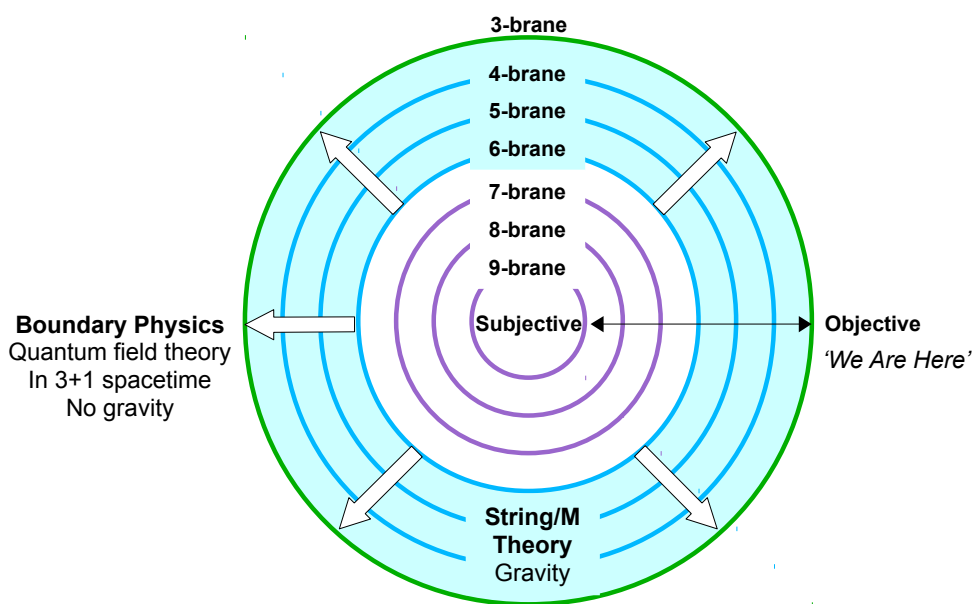 3-brane
4-brane
5-brane
6-brane
7-brane
8-brane
9-brane
Subjective
Objective
'We Are Here'
Boundary Physics
Quantum field theory
In 3+1 spacetime
No gravity
String/M
Theory
Gravity